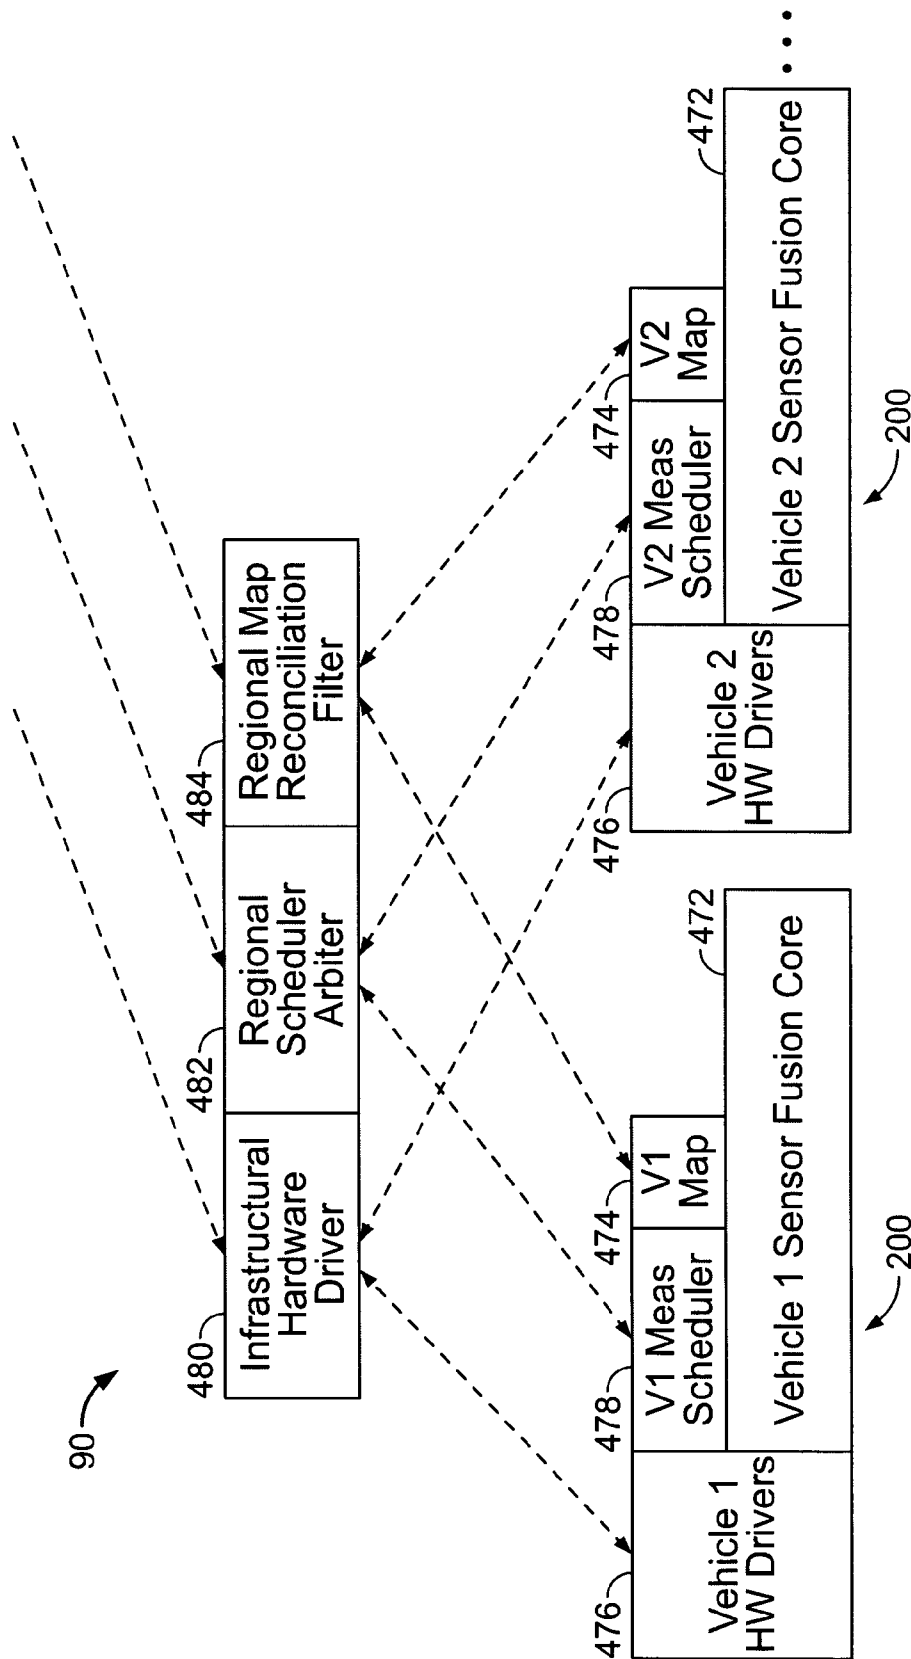 90
480
Infrastructural
Hardware
Driver
482
Regional
Scheduler
Arbiter
484
Regional Map
Reconciliation
Filter
476
Vehicle 1
HW Drivers
478
V1 Meas
Scheduler
474
V1
Map
472
Vehicle 1 Sensor Fusion Core
200
476
Vehicle 2
HW Drivers
478
V2 Meas
Scheduler
474
V2
Map
472
Vehicle 2 Sensor Fusion Core
200
...